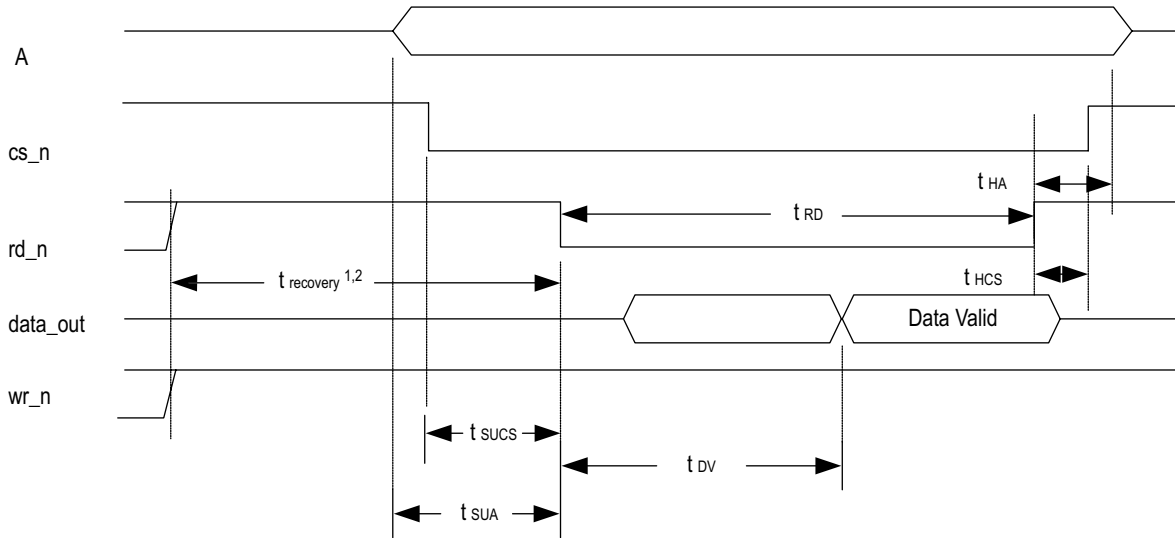 A
cs_n
t HA
t RD
rd_n
t recovery 1,2
t HCS
data_out
Data Valid
wr_n
t SUCS
t DV
t SUA